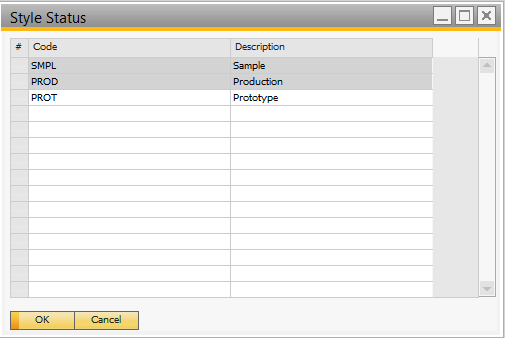 Style Status
# Code Description
SMPL Sample
PROD Production
PROT Prototype
OK Cancel